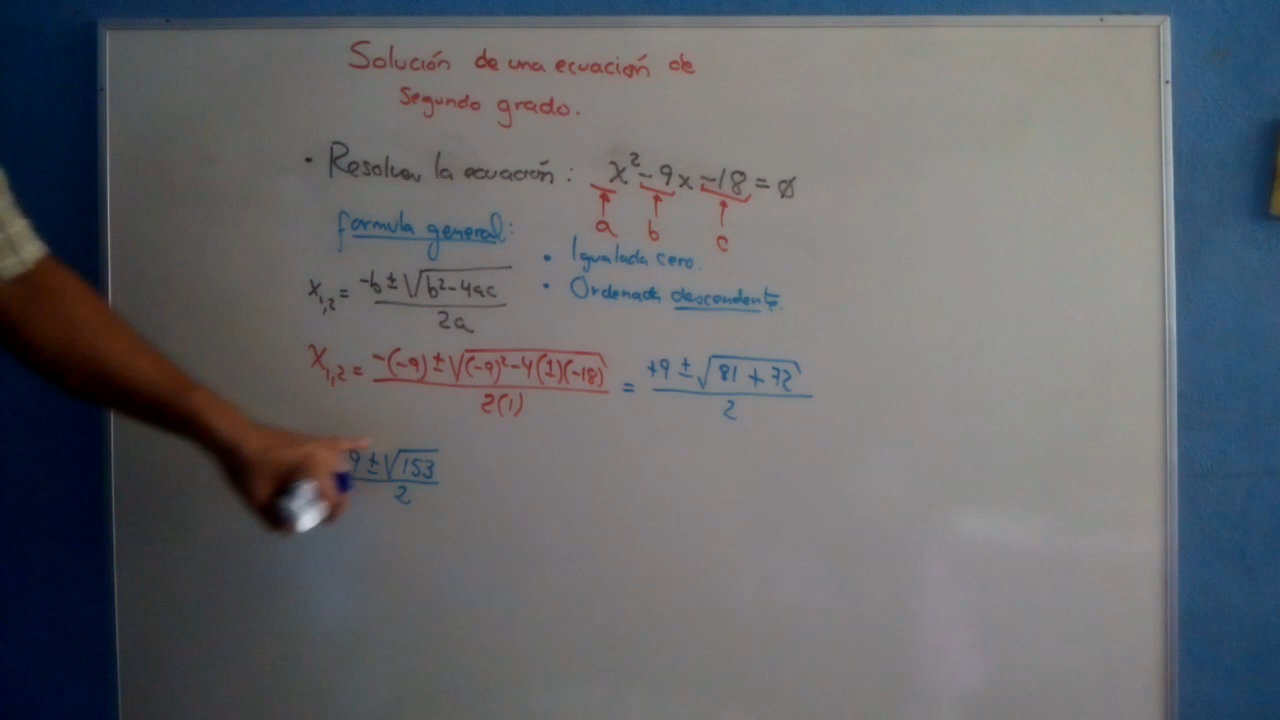 Solución de una ecuación de
segundo grado.
• Resolver la ecuación: x² - 9x - 18 = ∅
a b c
formula general:
• Igualada cero.
• Ordenada descendente.
x₁,₂ = -b ± √b² - 4ac / 2a
x₁,₂ = -(-9) ± √(-9)² - 4(1)(-18) / 2(1) = +9 ± √81 + 72 / 2
9 ± √153 / 2